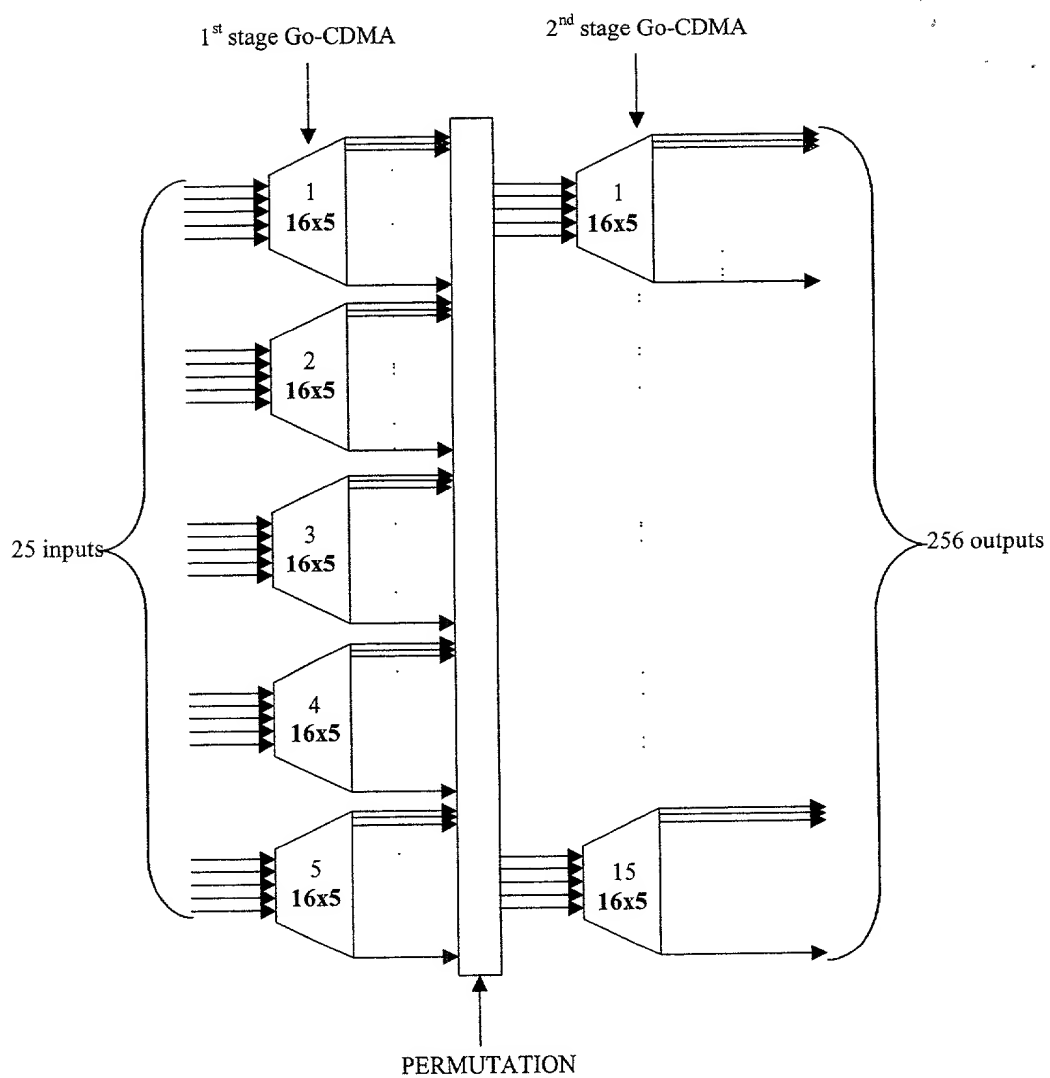 1st stage Go-CDMA
2nd stage Go-CDMA
1
16x5
1
16x5
2
16x5
3
16x5
25 inputs
256 outputs
4
16x5
5
16x5
15
16x5
PERMUTATION